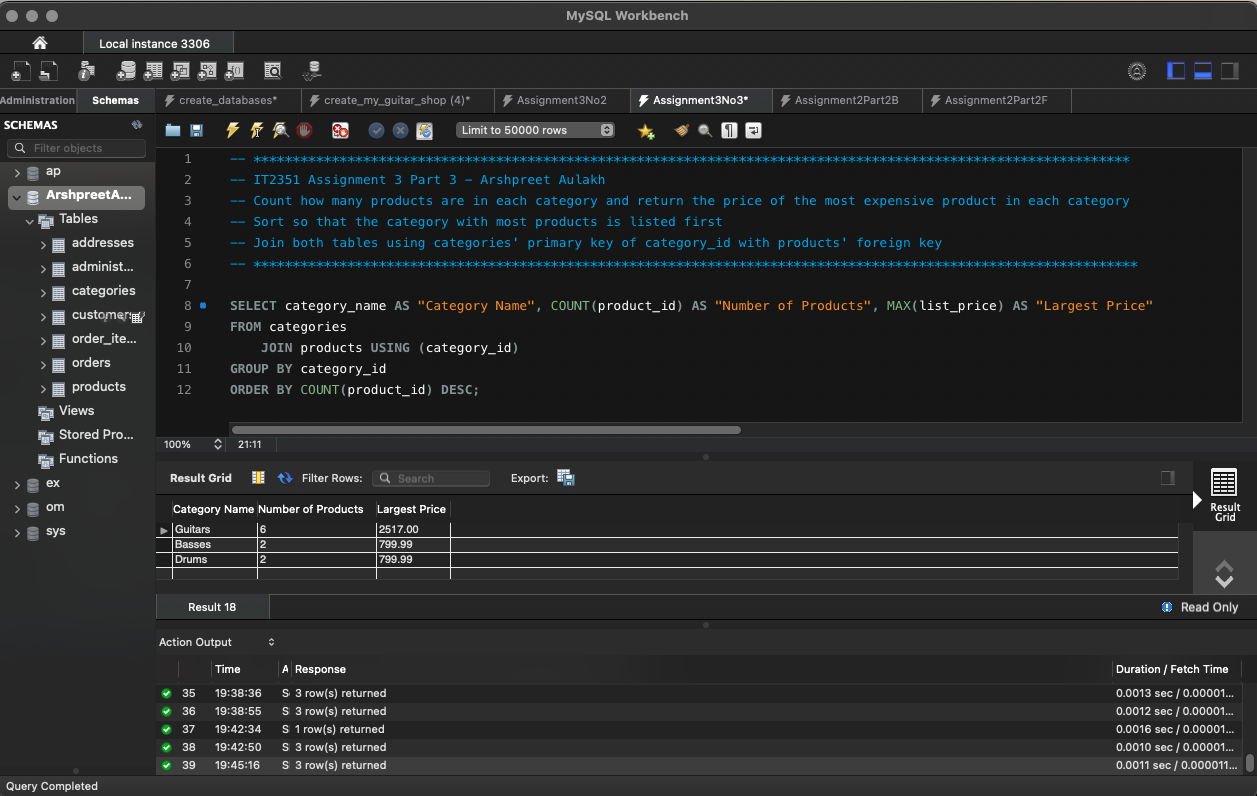 MySQL Workbench
Local instance 3306
Administration Schemas create_databases* create_my_guitar_shop (4)* Assignment3No2 Assignment3No3* Assignment2Part2B Assignment2Part2F
SCHEMAS
Filter objects
ap
ArshpreetA...
Tables
addresses
administ...
categories
customers
order_ite...
orders
products
Views
Stored Pro...
Functions
ex
om
sys
Limit to 50000 rows
1 -- ****************************************************************************************************************
2 -- IT2351 Assignment 3 Part 3 - Arshpreet Aulakh
3 -- Count how many products are in each category and return the price of the most expensive product in each category
4 -- Sort so that the category with most products is listed first
5 -- Join both tables using categories' primary key of category_id with products' foreign key
6 -- *****************************************************************************************************************
7
8 SELECT category_name AS "Category Name", COUNT(product_id) AS "Number of Products", MAX(list_price) AS "Largest Price"
9 FROM categories
10 JOIN products USING (category_id)
11 GROUP BY category_id
12 ORDER BY COUNT(product_id) DESC;
100% 21:11
Result Grid Filter Rows: Search Export:
Category Name Number of Products Largest Price
Guitars 6 2517.00
Basses 2 799.99
Drums 2 799.99
Result
Grid
Result 18 Read Only
Action Output
Time A Response Duration / Fetch Time
35 19:38:36 S 3 row(s) returned 0.0013 sec / 0.00001...
36 19:38:55 S 3 row(s) returned 0.0012 sec / 0.00001...
37 19:42:34 S 1 row(s) returned 0.0016 sec / 0.00001...
38 19:42:50 S 3 row(s) returned 0.0010 sec / 0.00001...
39 19:45:16 S 3 row(s) returned 0.0011 sec / 0.000011...
Query Completed